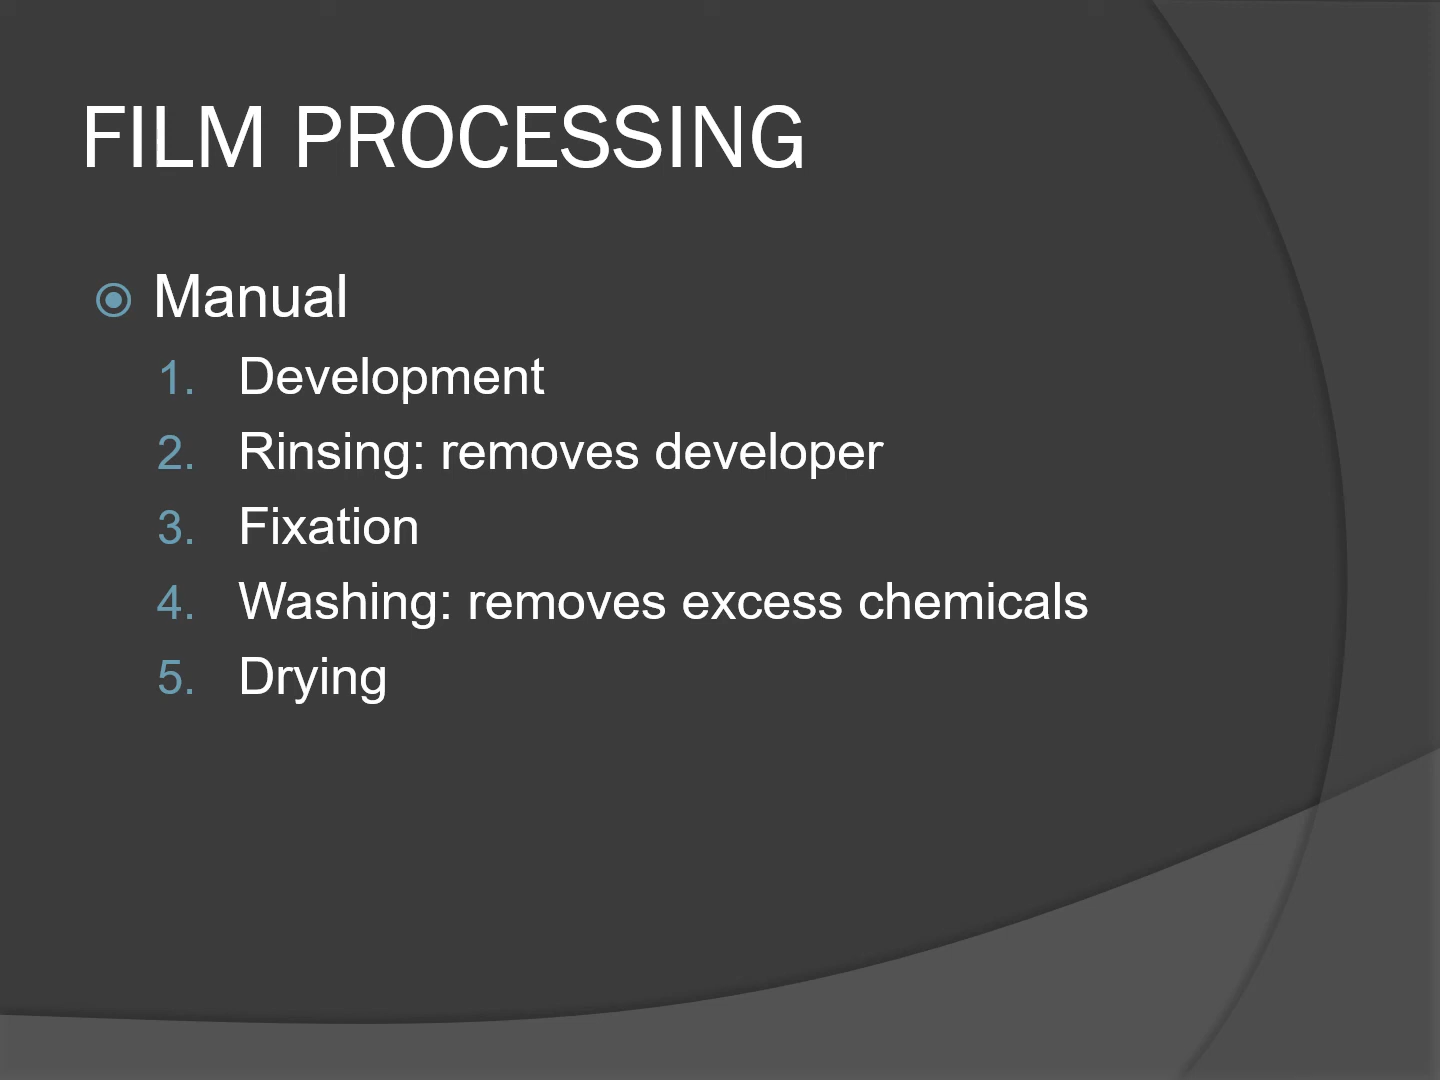 FILM PROCESSING
Manual
1. Development
2. Rinsing: removes developer
3. Fixation
4. Washing: removes excess chemicals
5. Drying